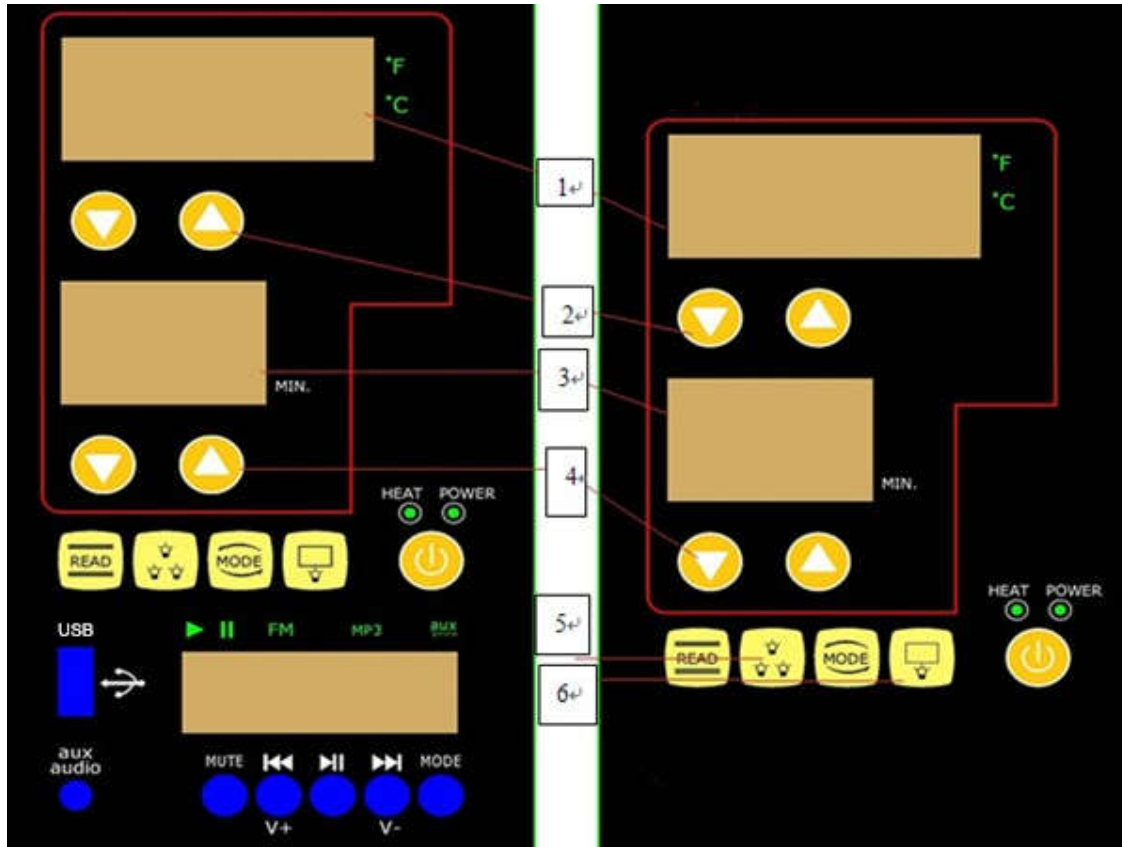 °F
°C
MIN.
HEAT POWER
READ
MODE
USB
FM MP3 aux
aux
audio
MUTE MODE
V+ V-
1
2
3
4
5
6
°F
°C
MIN.
HEAT POWER
READ
MODE